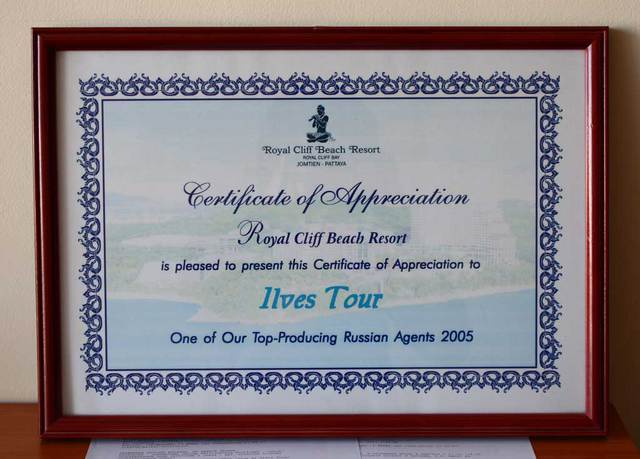 Royal Cliff Beach Resort
ROYAL CLIFF BAY
JOMTIEN - PATTAYA
Certificate of Appreciation
Royal Cliff Beach Resort
is pleased to present this Certificate of Appreciation to
Ilves Tour
One of Our Top-Producing Russian Agents 2005